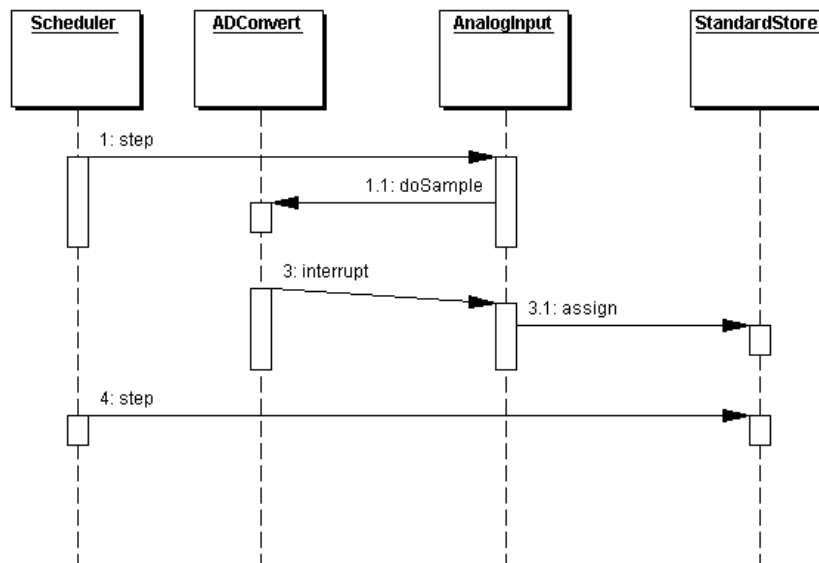 Scheduler
ADConvert
AnalogInput
StandardStore
1: step
1.1: doSample
3: interrupt
3.1: assign
4: step